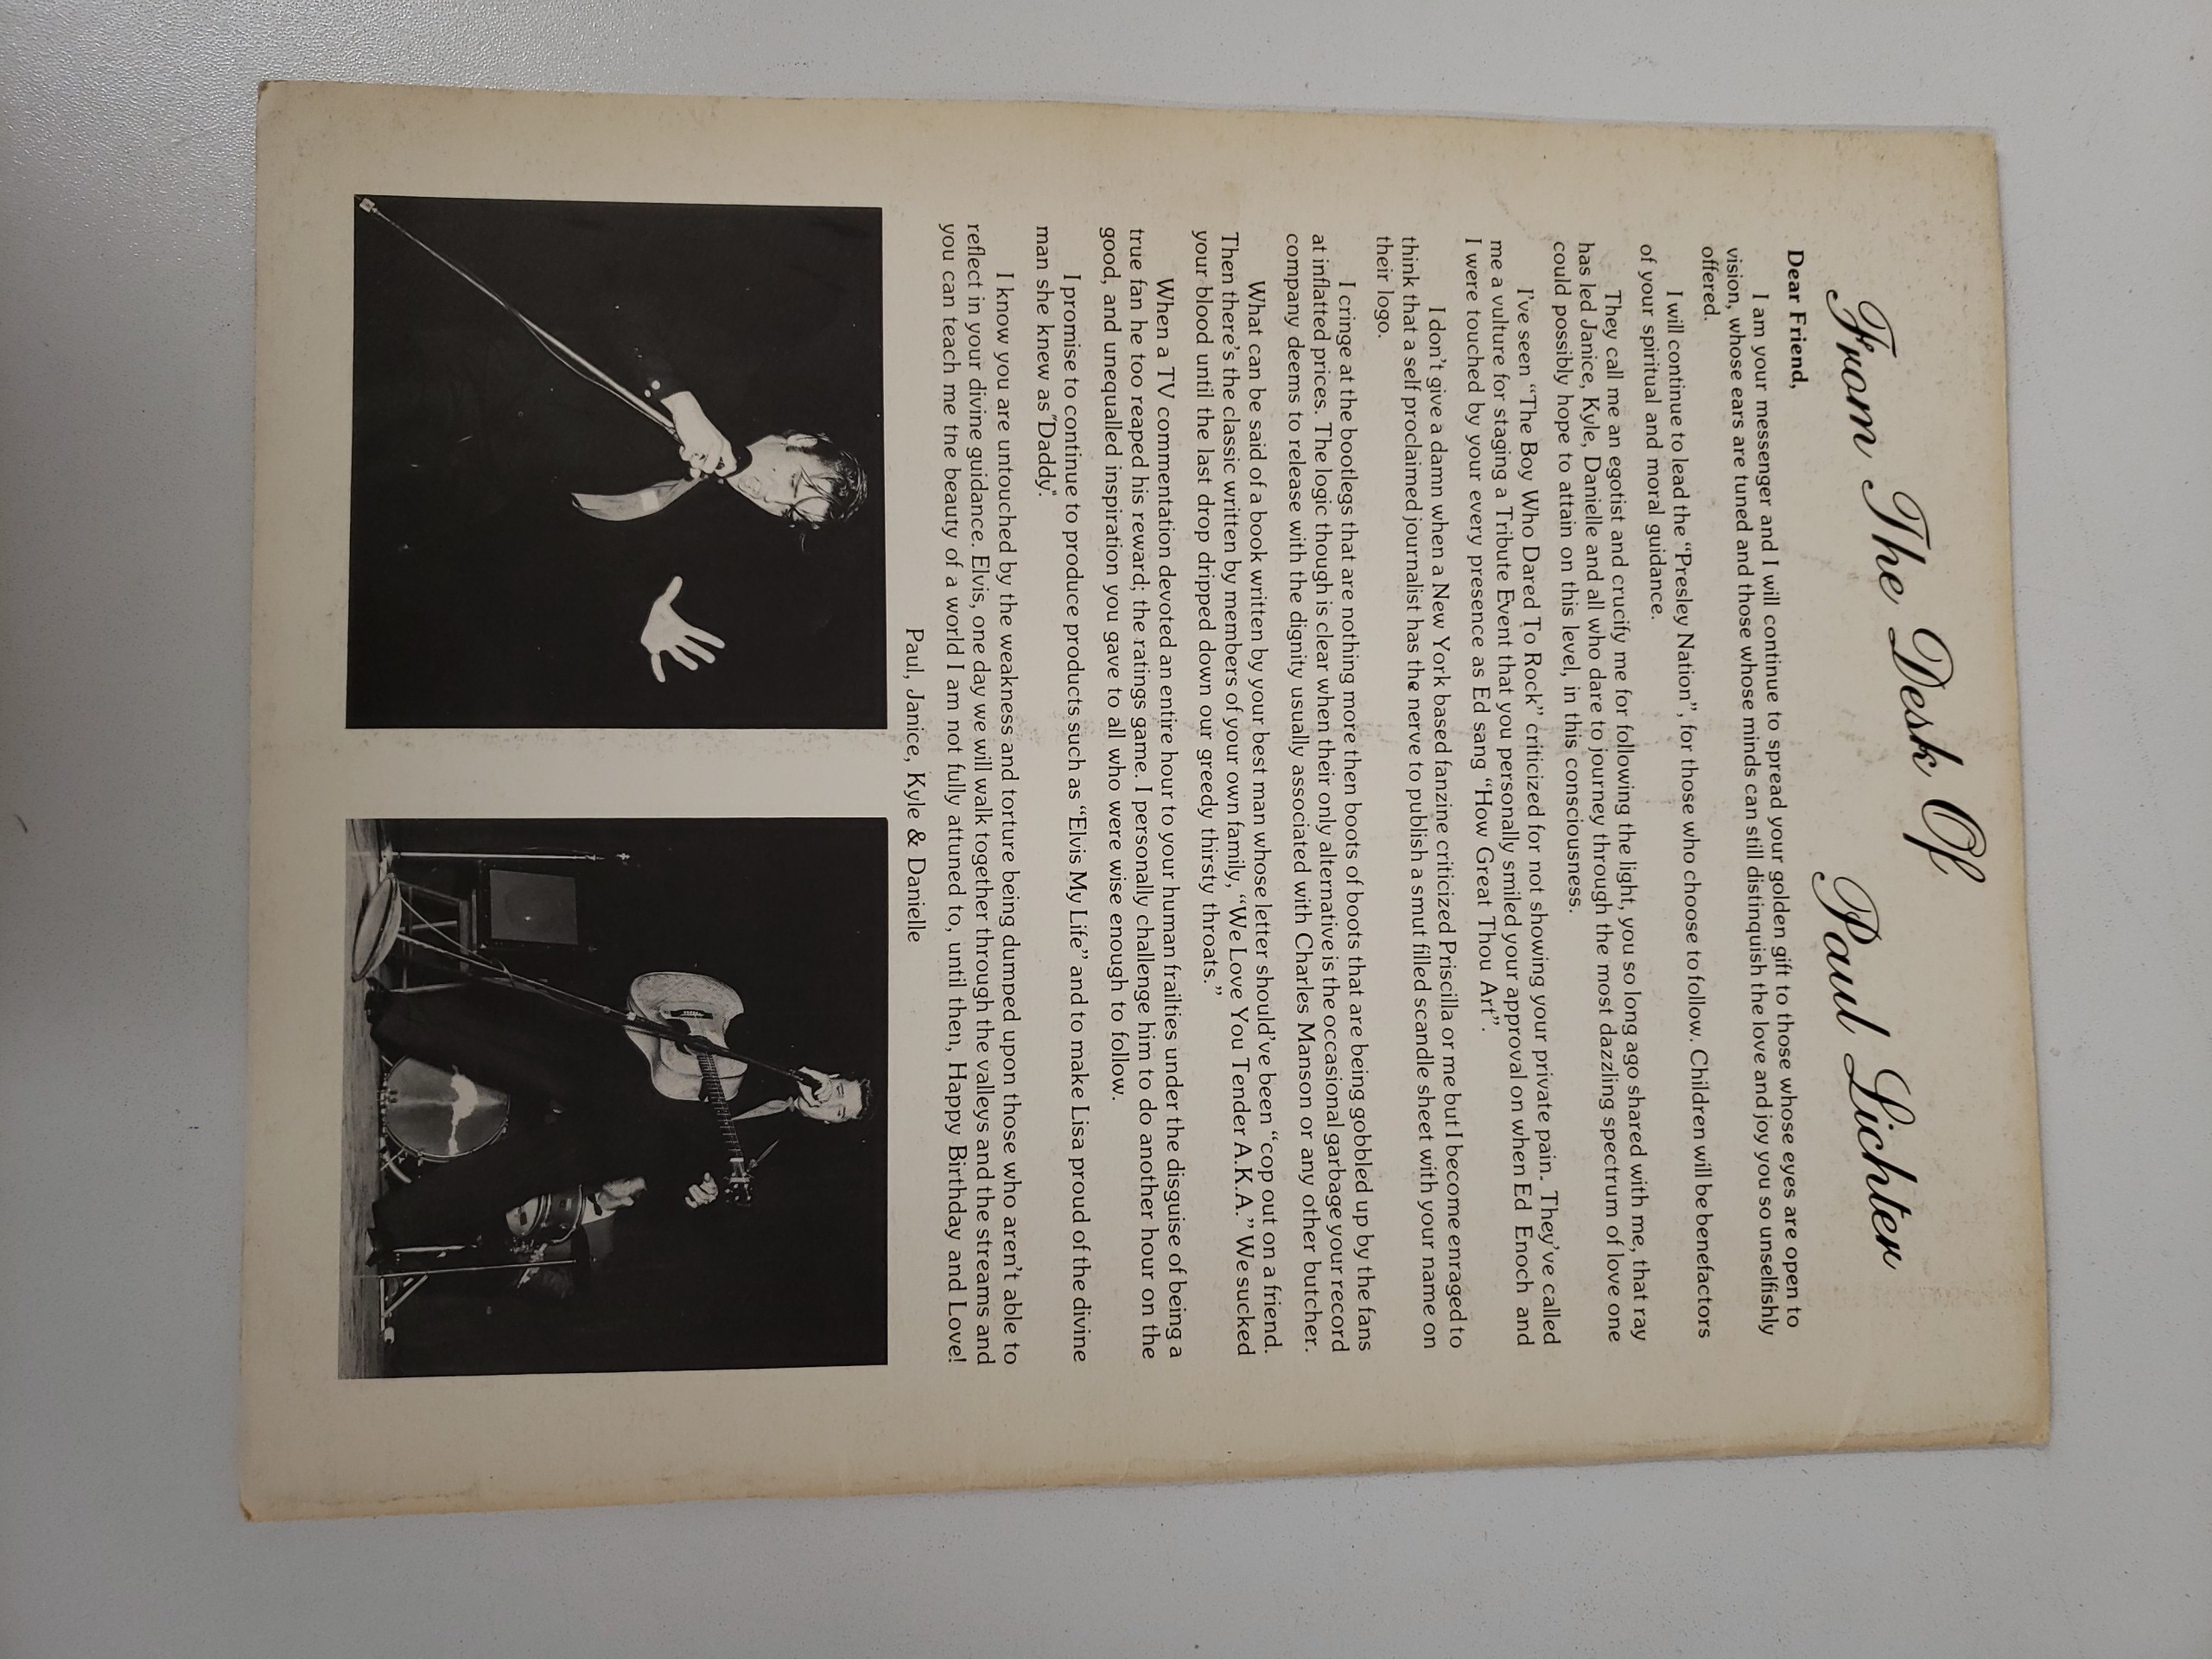 From The Desk Of
Paul Lichter
Dear Friend,
I am your messenger and I will continue to spread your golden gift to those whose eyes are open to
vision, whose ears are tuned and those whose minds can still distinquish the love and joy you so unselfishly
offered.
I will continue to lead the “Presley Nation”, for those who choose to follow. Children will be benefactors
of your spiritual and moral guidance.
They call me an egotist and crucify me for following the light, you so long ago shared with me, that ray
has led Janice, Kyle, Danielle and all who dare to journey through the most dazzling spectrum of love one
could possibly hope to attain on this level, in this consciousness.
I’ve seen “The Boy Who Dared To Rock” criticized for not showing your private pain. They’ve called
me a vulture for staging a Tribute Event that you personally smiled your approval on when Ed Enoch and
I were touched by your every presence as Ed sang “How Great Thou Art”.
I don’t give a damn when a New York based fanzine criticized Priscilla or me but I become enraged to
think that a self proclaimed journalist has the nerve to publish a smut filled scandle sheet with your name on
their logo.
I cringe at the bootlegs that are nothing more then boots of boots that are being gobbled up by the fans
at inflatted prices. The logic though is clear when their only alternative is the occasional garbage your record
company deems to release with the dignity usually associated with Charles Manson or any other butcher.
What can be said of a book written by your best man whose letter should’ve been “cop out on a friend.
Then there’s the classic written by members of your own family, “We Love You Tender A.K.A.” We sucked
your blood until the last drop dripped down our greedy thirsty throats.”
When a TV commentation devoted an entire hour to your human frailties under the disguise of being a
true fan he too reaped his reward; the ratings game. I personally challenge him to do another hour on the
good, and unequalled inspiration you gave to all who were wise enough to follow.
I promise to continue to produce products such as “Elvis My Life” and to make Lisa proud of the divine
man she knew as "Daddy".
I know you are untouched by the weakness and torture being dumped upon those who aren’t able to
reflect in your divine guidance. Elvis, one day we will walk together through the valleys and the streams and
you can teach me the beauty of a world I am not fully attuned to, until then, Happy Birthday and Love!
Paul, Janice, Kyle & Danielle